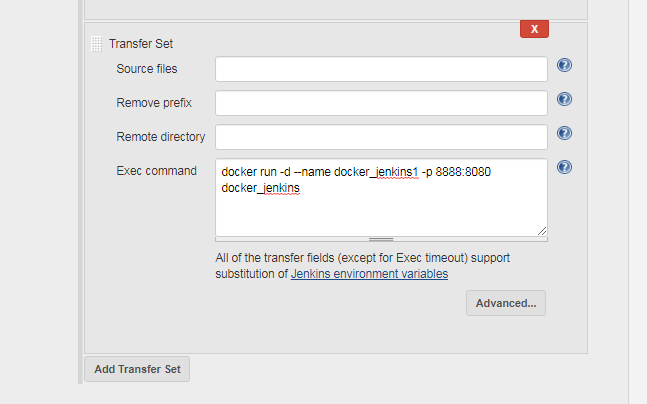 X
Transfer Set
Source files
Remove prefix
Remote directory
Exec command
docker run -d --name docker_jenkins1 -p 8888:8080
docker_jenkins
All of the transfer fields (except for Exec timeout) support
substitution of Jenkins environment variables
Advanced...
Add Transfer Set